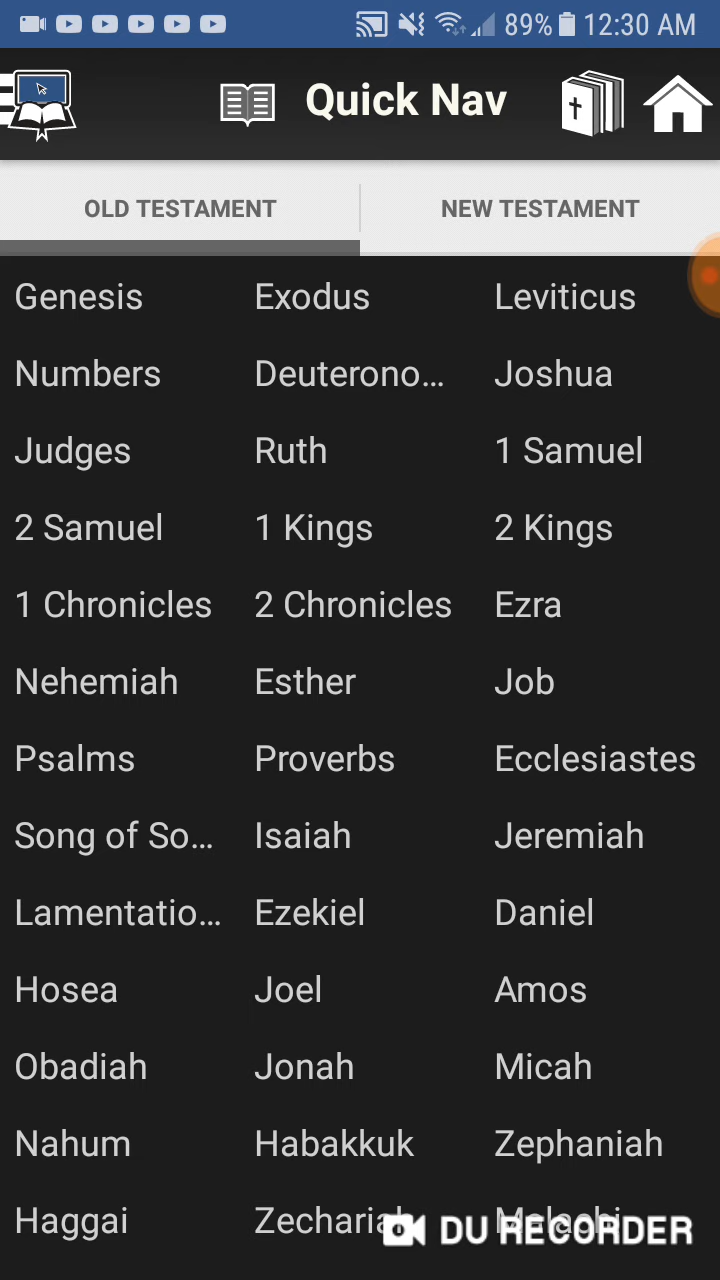 89% 12:30 AM
Quick Nav
OLD TESTAMENT NEW TESTAMENT
Genesis Exodus Leviticus
Numbers Deuterono... Joshua
Judges Ruth 1 Samuel
2 Samuel 1 Kings 2 Kings
1 Chronicles 2 Chronicles Ezra
Nehemiah Esther Job
Psalms Proverbs Ecclesiastes
Song of So... Isaiah Jeremiah
Lamentatio... Ezekiel Daniel
Hosea Joel Amos
Obadiah Jonah Micah
Nahum Habakkuk Zephaniah
Haggai Zechariah Malachi
DU RECORDER